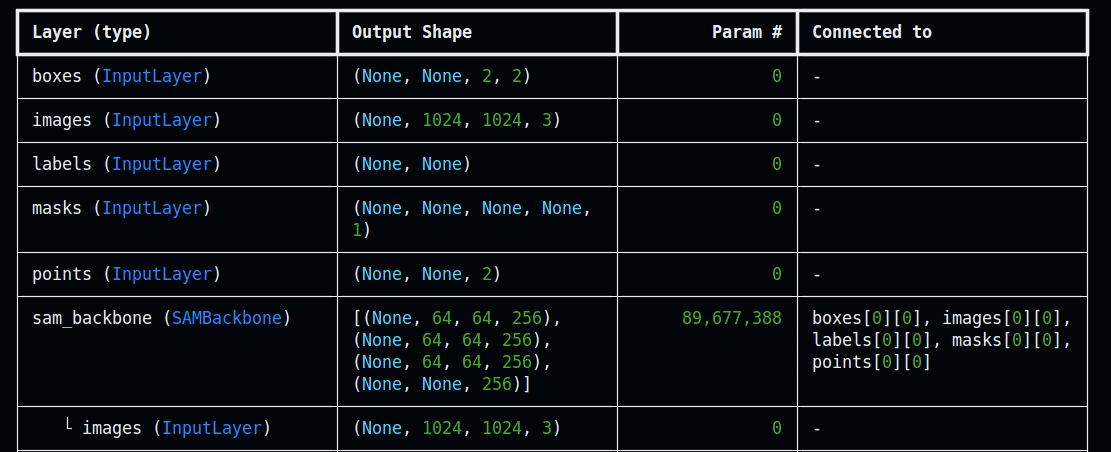 Layer (type) Output Shape Param # Connected to
boxes (InputLayer) (None, None, 2, 2) 0 -
images (InputLayer) (None, 1024, 1024, 3) 0 -
labels (InputLayer) (None, None) 0 -
masks (InputLayer) (None, None, None, None, 0 -
1)
points (InputLayer) (None, None, 2) 0 -
sam_backbone (SAMBackbone) [(None, 64, 64, 256), 89,677,388 boxes[0][0], images[0][0],
(None, 64, 64, 256), labels[0][0], masks[0][0],
(None, 64, 64, 256), points[0][0]
(None, None, 256)]
└ images (InputLayer) (None, 1024, 1024, 3) 0 -